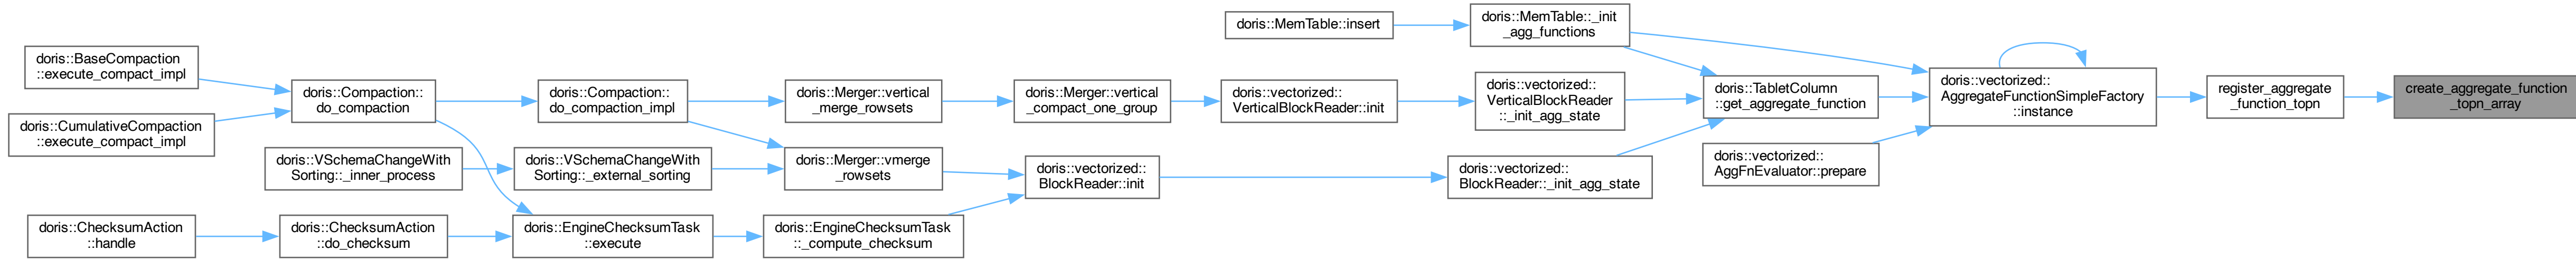 doris::BaseCompaction
::execute_compact_impl
doris::CumulativeCompaction
::execute_compact_impl
doris::ChecksumAction
::handle
doris::Compaction::
do_compaction
doris::VSchemaChangeWith
Sorting::_inner_process
doris::ChecksumAction
::do_checksum
doris::Compaction::
do_compaction_impl
doris::VSchemaChangeWith
Sorting::_external_sorting
doris::EngineChecksumTask
::execute
doris::Merger::vertical
_merge_rowsets
doris::Merger::vmerge
_rowsets
doris::EngineChecksumTask
::_compute_checksum
doris::Merger::vertical
_compact_one_group
doris::vectorized::
BlockReader::init
doris::MemTable::insert
doris::vectorized::
VerticalBlockReader::init
doris::MemTable::_init
_agg_functions
doris::vectorized::
VerticalBlockReader
::_init_agg_state
doris::vectorized::
BlockReader::_init_agg_state
doris::TabletColumn
::get_aggregate_function
doris::vectorized::
AggFnEvaluator::prepare
doris::vectorized::
AggregateFunctionSimpleFactory
::instance
register_aggregate
_function_topn
create_aggregate_function
_topn_array